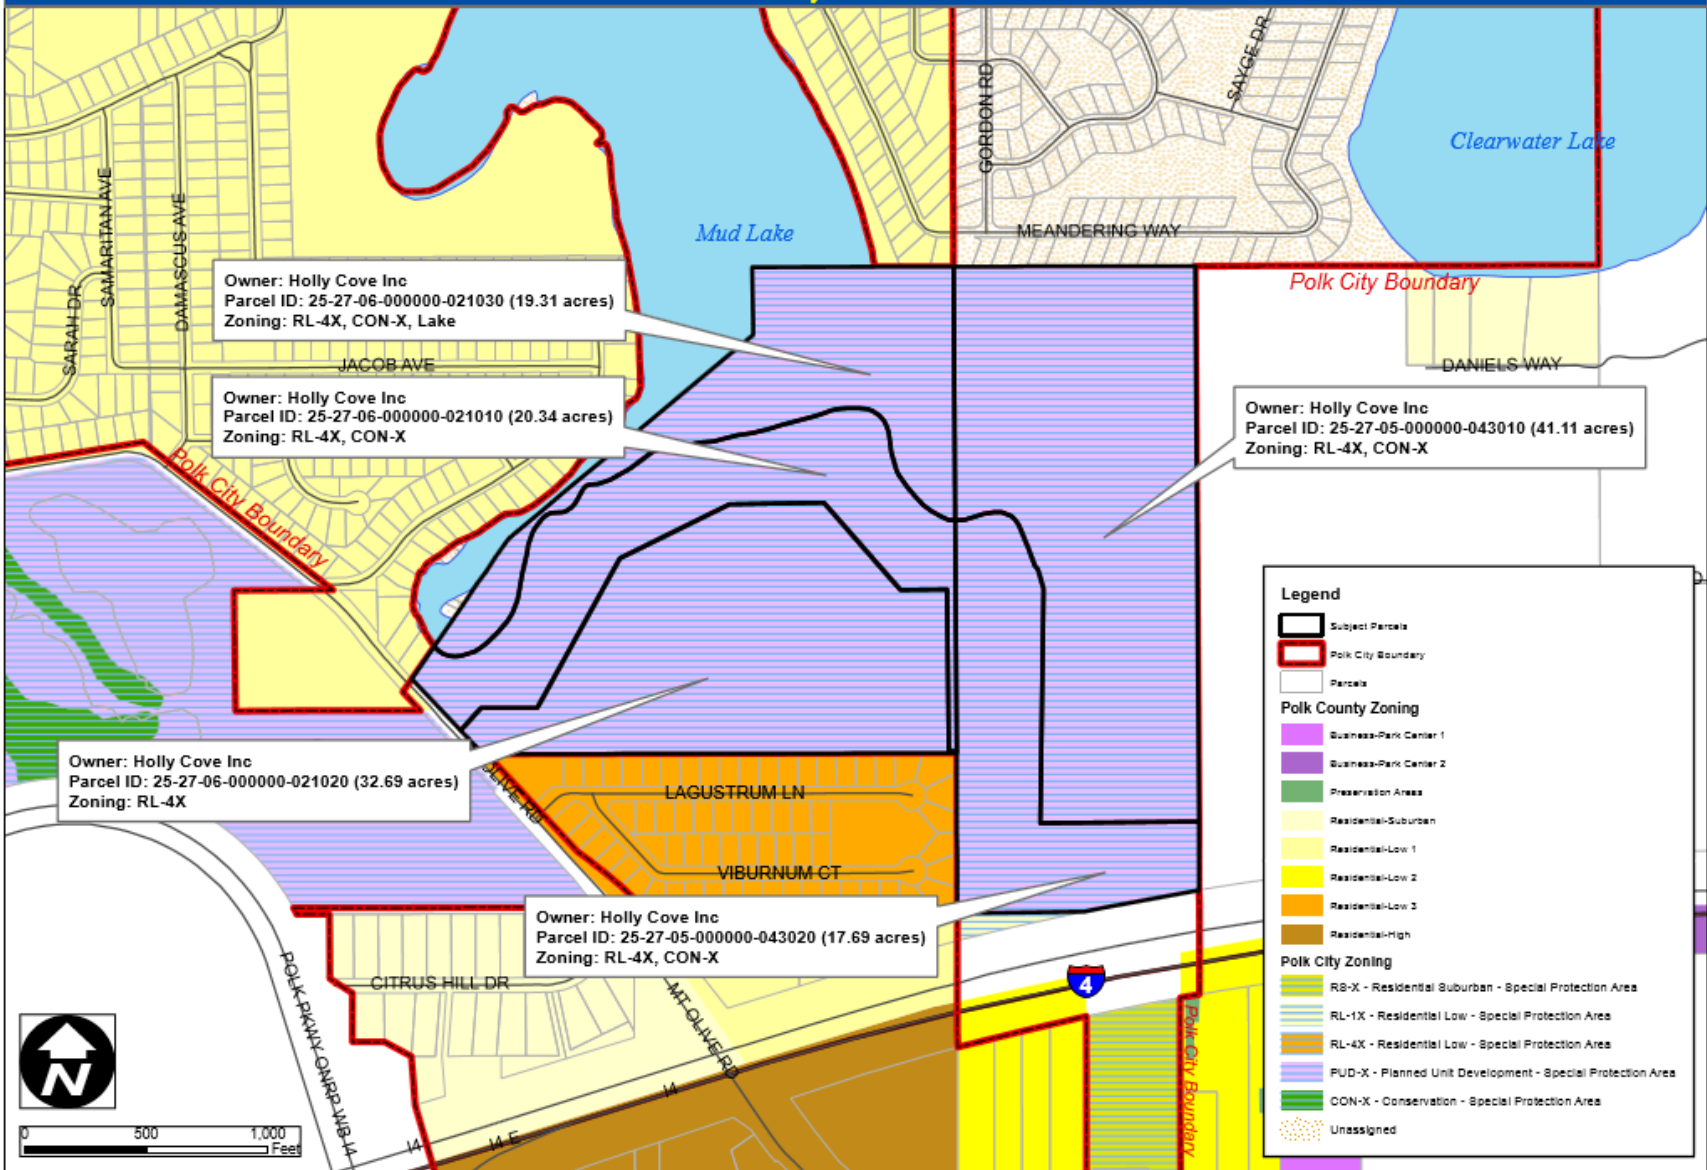 SAYGE DR
GORDON RD
Clearwater Lake
SAMARITAN AVE
DAMASCUS AVE
Mud Lake
MEANDERING WAY
Owner: Holly Cove Inc
Parcel ID: 25-27-06-000000-021030 (19.31 acres)
Zoning: RL-4X, CON-X, Lake
Polk City Boundary
SARAH DR
JACOB AVE
DANIELS WAY
Owner: Holly Cove Inc
Parcel ID: 25-27-06-000000-021010 (20.34 acres)
Zoning: RL-4X, CON-X
Owner: Holly Cove Inc
Parcel ID: 25-27-05-000000-043010 (41.11 acres)
Zoning: RL-4X, CON-X
Polk City Boundary
Owner: Holly Cove Inc
Parcel ID: 25-27-06-000000-021020 (32.69 acres)
Zoning: RL-4X
OLIVE RD
LAGUSTRUM LN
VIBURNUM CT
Owner: Holly Cove Inc
Parcel ID: 25-27-05-000000-043020 (17.69 acres)
Zoning: RL-4X, CON-X
CITRUS HILL DR
POLK PKWY ONRP WB I4
MT OLIVE RD
4
Polk City Boundary
I4
I4
I4 E
N
0 500 1,000
Feet
Legend
Subject Parcels
Polk City Boundary
Parcels
Polk County Zoning
Business-Park Center 1
Business-Park Center 2
Preservation Areas
Residential-Suburban
Residential-Low 1
Residential-Low 2
Residential-Low 3
Residential-High
Polk City Zoning
RS-X - Residential Suburban - Special Protection Area
RL-1X - Residential Low - Special Protection Area
RL-4X - Residential Low - Special Protection Area
PUD-X - Planned Unit Development - Special Protection Area
CON-X - Conservation - Special Protection Area
Unassigned